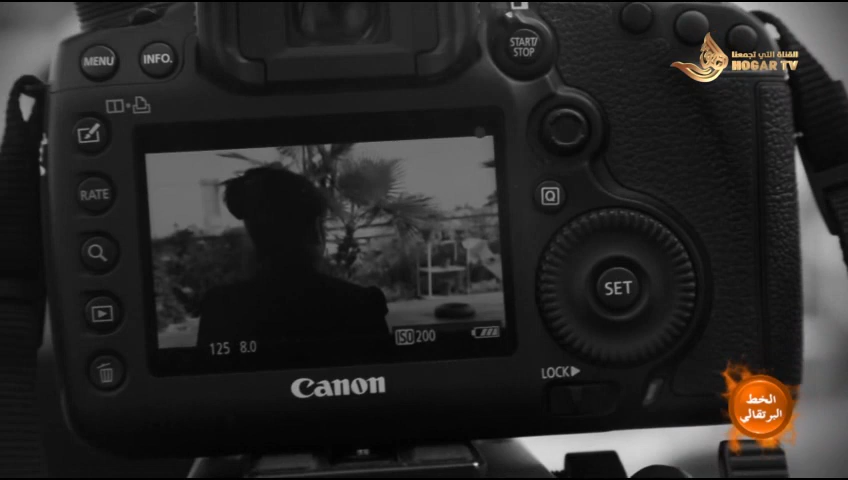 MENU
INFO.
START/
STOP
القناة التي تجمعنا
HOGAR TV
RATE
Q
SET
125 8.0
ISO 200
LOCK
Canon
الخط
البرتقالي